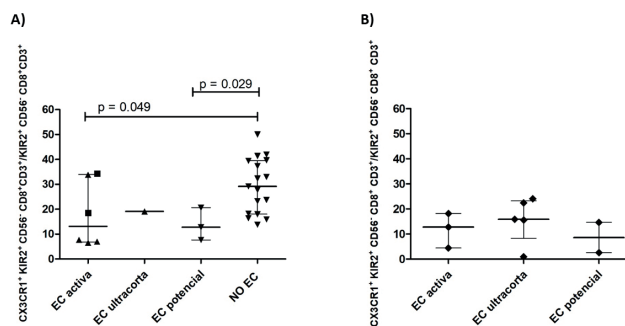 A)
B)
CX3CR1⁺ KIR2⁺ CD56⁻ CD8⁺CD3⁺/KIR2⁺ CD56⁻ CD8⁺CD3⁺
p = 0.029
p = 0.049
60
50
40
30
20
10
0
EC activa
EC ultracorta
EC potencial
NO EC
CX3CR1⁺ KIR2⁺ CD56⁻ CD8⁺ CD3⁺/KIR2⁺ CD56⁻ CD8⁺ CD3⁺
60
50
40
30
20
10
0
EC activa
EC ultracorta
EC potencial